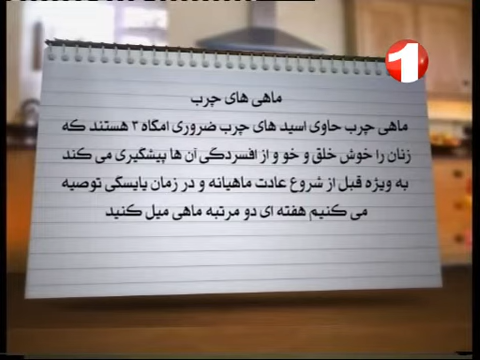 1
ماهی های چرب
ماهی چرب حاوی اسید های چرب ضروری امگاه ۳ هستند که
زنان را خوش خلق و خو و از افسردگی آن ها پیشگیری می کند
به ویژه قبل از شروع عادت ماهیانه و در زمان یایسگی توصیه
می کنیم هفته ای دو مرتبه ماهی میل کنید